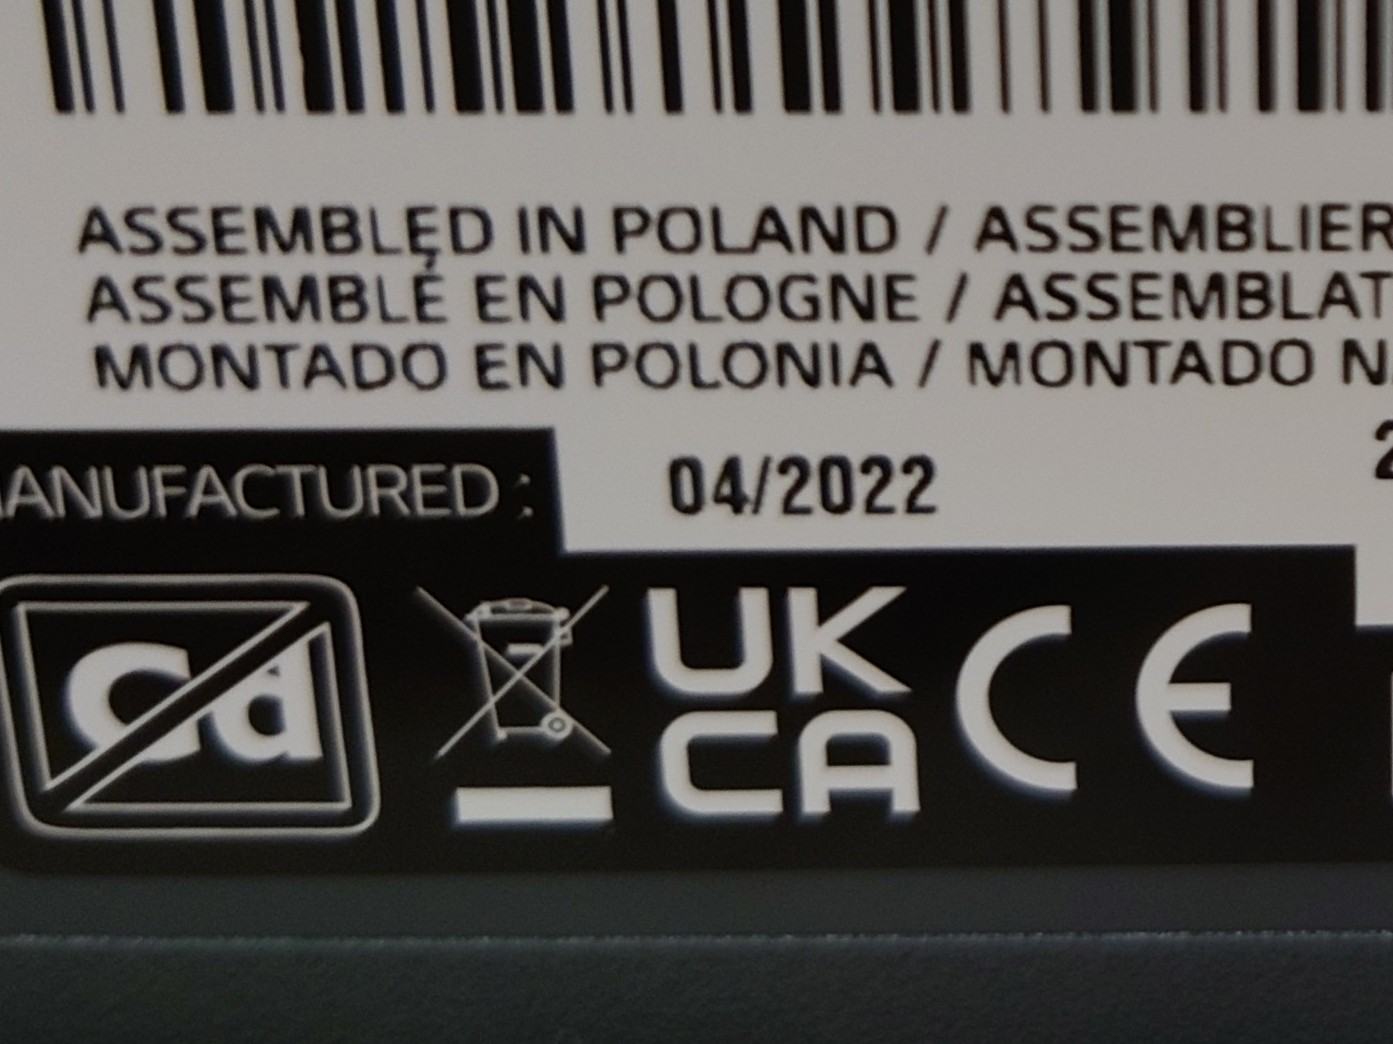 ASSEMBLED IN POLAND / ASSEMBLIER
ASSEMBLÉ EN POLOGNE / ASSEMBLAT
MONTADO EN POLONIA / MONTADO N
ANUFACTURED : 04/2022 2
Cd
UK
CA
CE